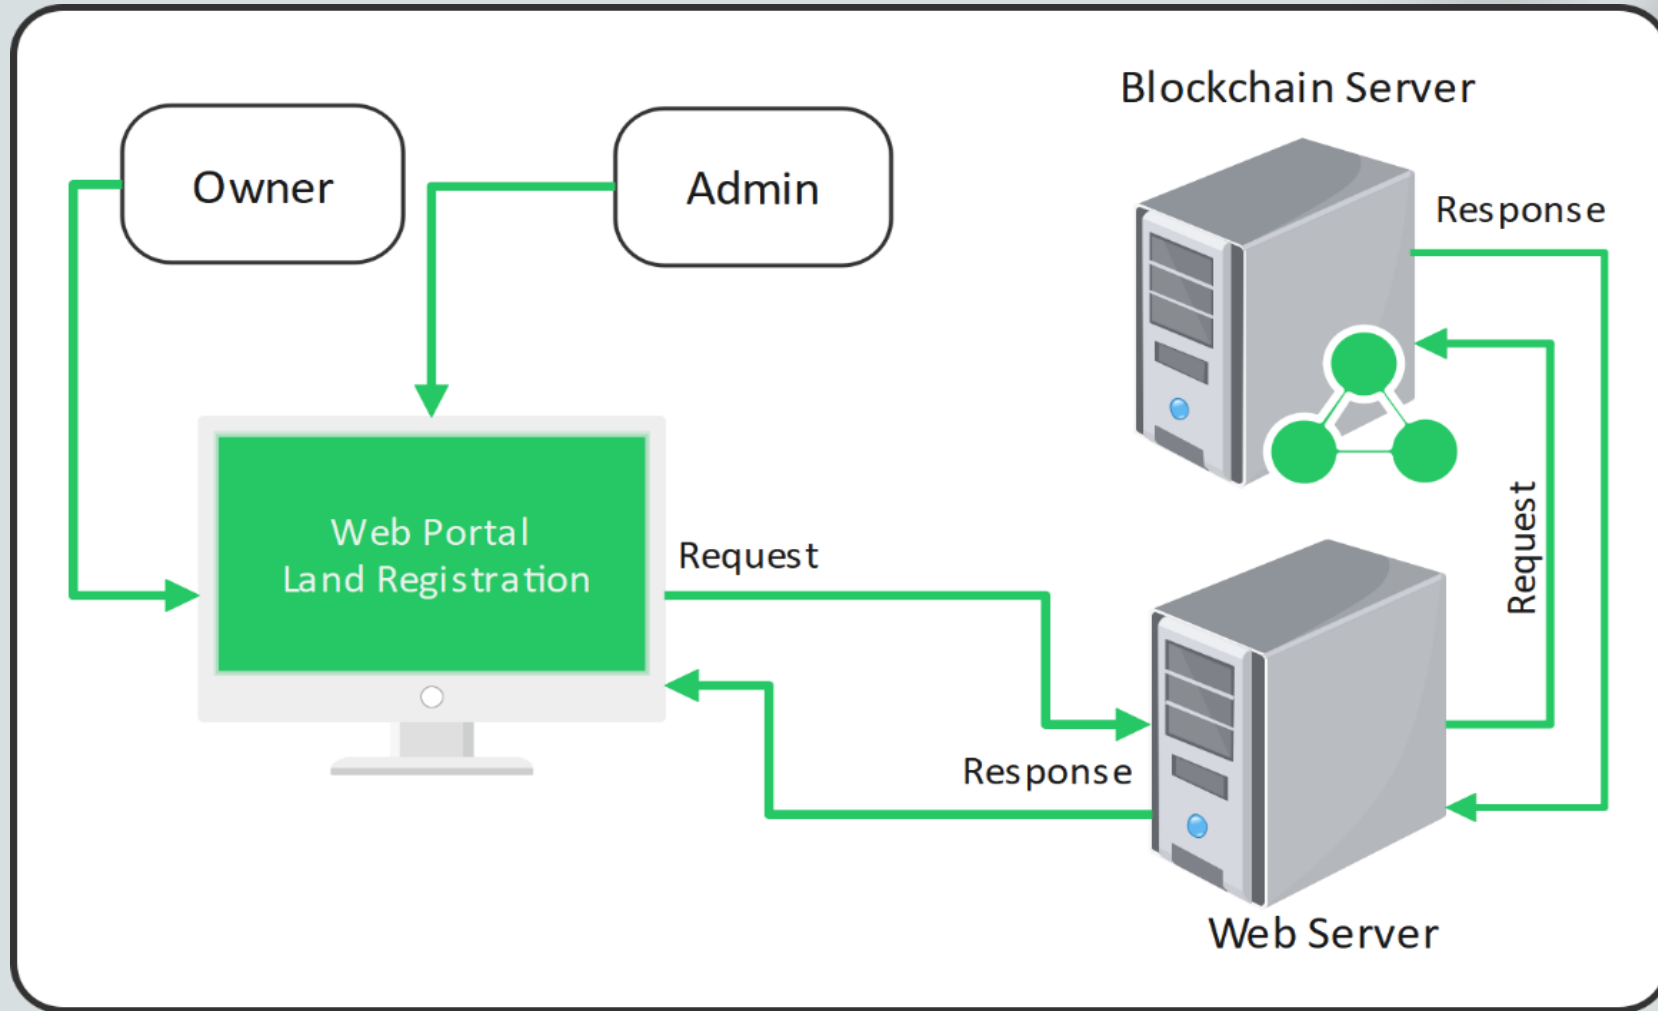 Blockchain Server
Owner
Admin
Response
Web Portal
Land Registration
Request
Request
Response
Web Server